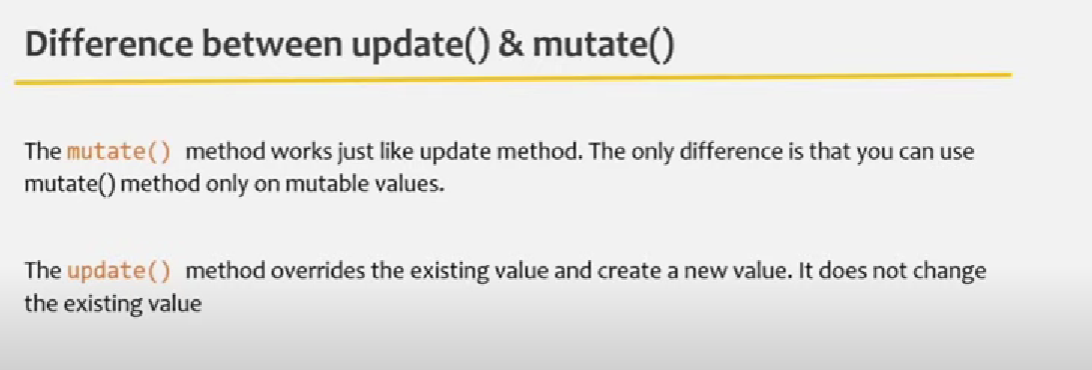 Difference between update() & mutate()
The mutate() method works just like update method. The only difference is that you can use
mutate() method only on mutable values.
The update() method overrides the existing value and create a new value. It does not change
the existing value